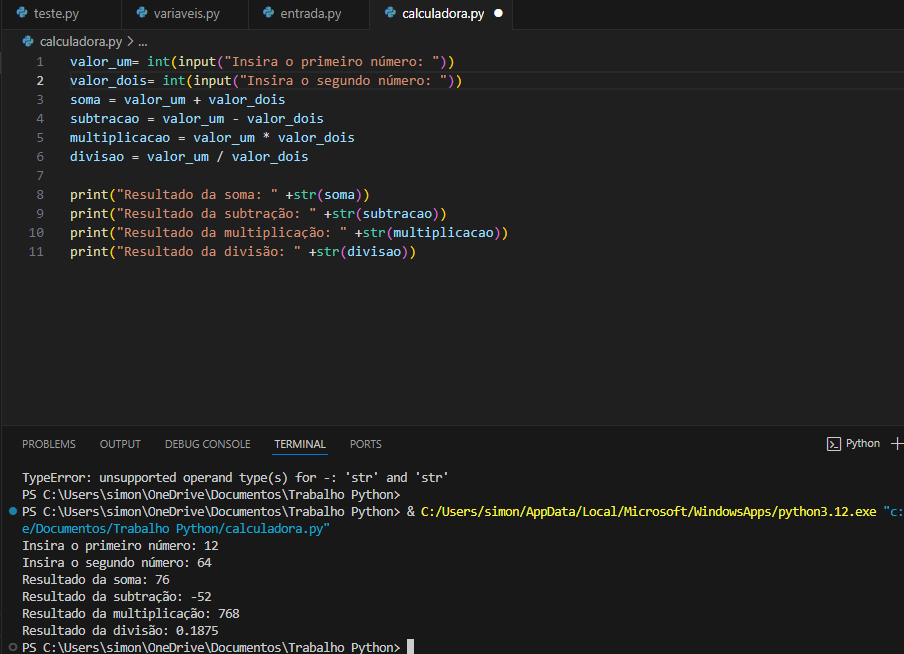 teste.py variaveis.py entrada.py calculadora.py
calculadora.py > ...
1 valor_um= int(input("Insira o primeiro número: "))
2 valor_dois= int(input("Insira o segundo número: "))
3 soma = valor_um + valor_dois
4 subtracao = valor_um - valor_dois
5 multiplicacao = valor_um * valor_dois
6 divisao = valor_um / valor_dois
7
8 print("Resultado da soma: " +str(soma))
9 print("Resultado da subtração: " +str(subtracao))
10 print("Resultado da multiplicação: " +str(multiplicacao))
11 print("Resultado da divisão: " +str(divisao))
PROBLEMS OUTPUT DEBUG CONSOLE TERMINAL PORTS Python
TypeError: unsupported operand type(s) for -: 'str' and 'str'
PS C:\Users\simon\OneDrive\Documentos\Trabalho Python>
PS C:\Users\simon\OneDrive\Documentos\Trabalho Python> & C:/Users/simon/AppData/Local/Microsoft/WindowsApps/python3.12.exe "c:
e/Documentos/Trabalho Python/calculadora.py"
Insira o primeiro número: 12
Insira o segundo número: 64
Resultado da soma: 76
Resultado da subtração: -52
Resultado da multiplicação: 768
Resultado da divisão: 0.1875
PS C:\Users\simon\OneDrive\Documentos\Trabalho Python>